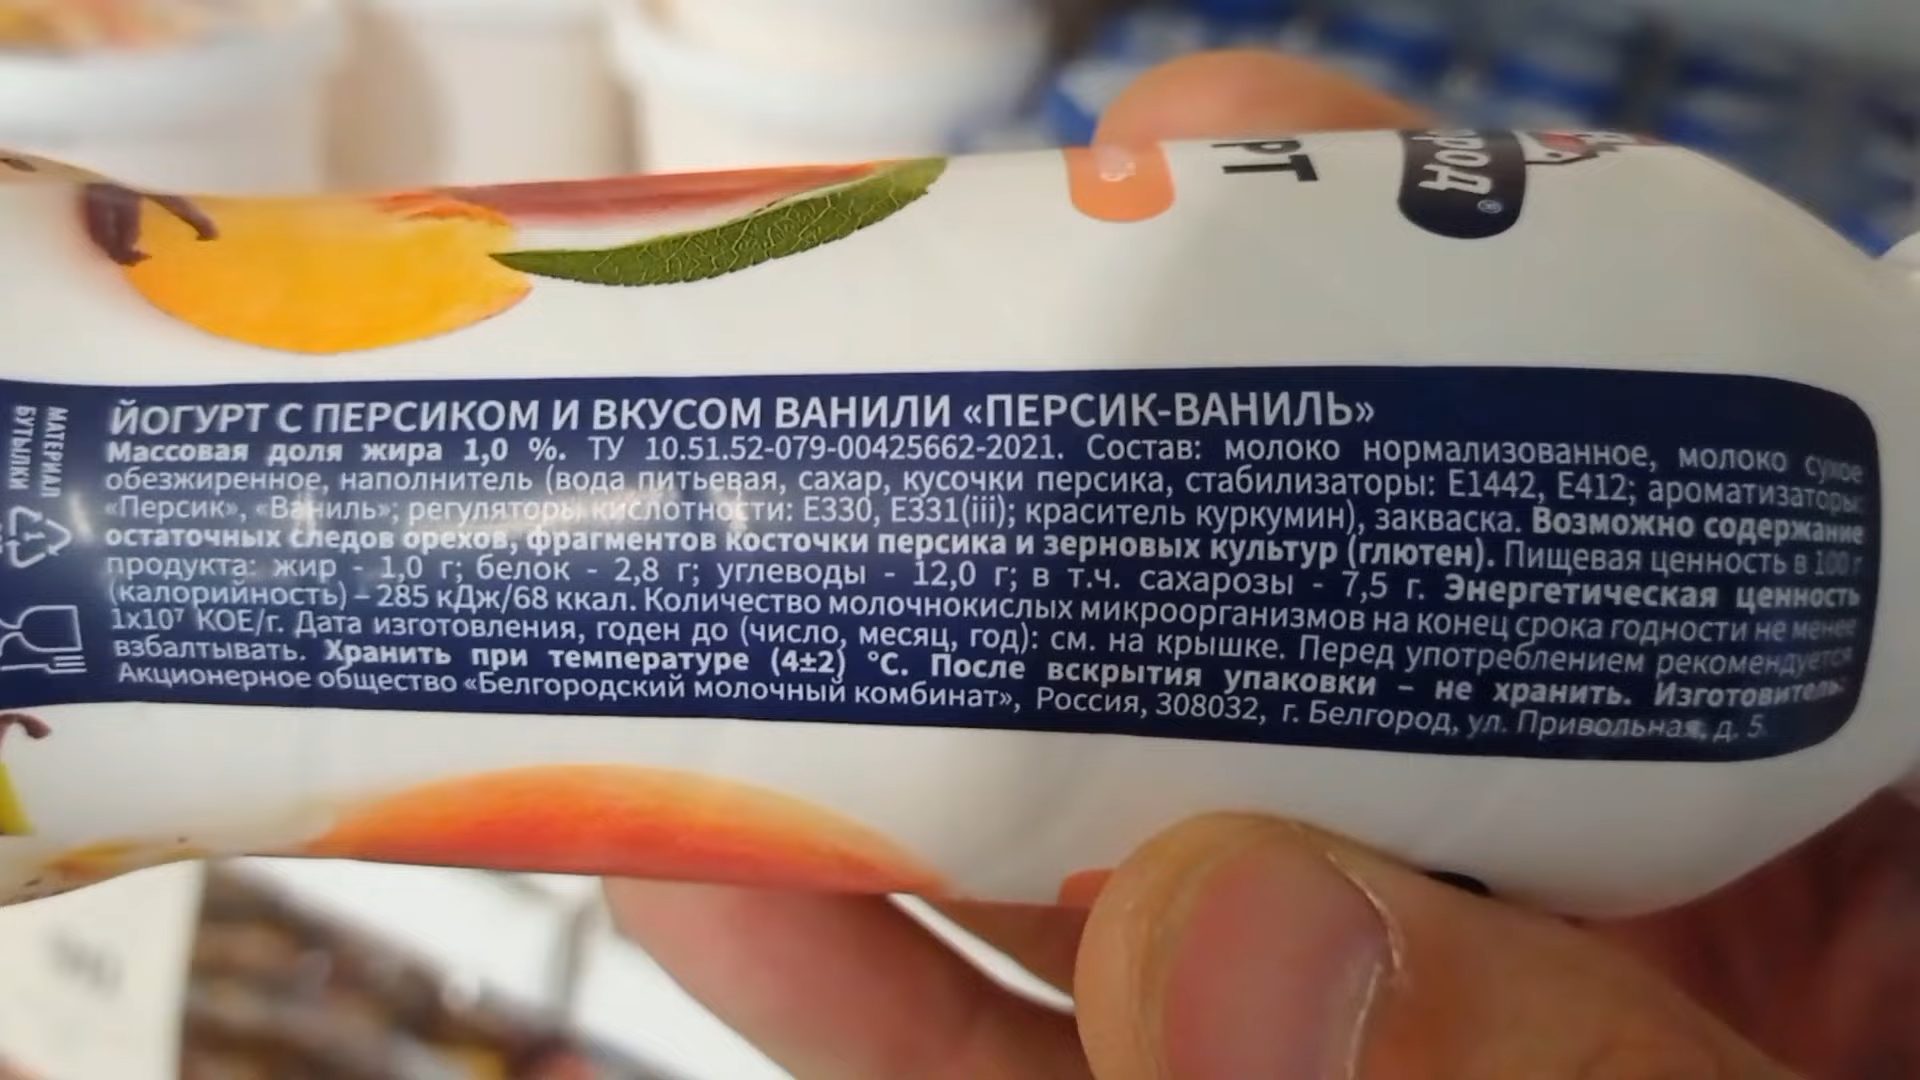 ЙОГУРТ С ПЕРСИКОМ И ВКУСОМ ВАНИЛИ «ПЕРСИК-ВАНИЛЬ»
Массовая доля жира 1,0 %. ТУ 10.51.52-079-00425662-2021. Состав: молоко нормализованное, молоко сухое
обезжиренное, наполнитель (вода питьевая, сахар, кусочки персика, стабилизаторы: Е1442, Е412; ароматизаторы:
«Персик», «Ваниль»; регуляторы кислотности: Е330, Е331(iii); краситель куркумин), закваска. Возможно содержание
остаточных следов орехов, фрагментов косточки персика и зерновых культур (глютен). Пищевая ценность в 100 г
продукта: жир - 1,0 г; белок - 2,8 г; углеводы - 12,0 г; в т.ч. сахарозы - 7,5 г. Энергетическая ценность
(калорийность) – 285 кДж/68 ккал. Количество молочнокислых микроорганизмов на конец срока годности не менее
1х10⁷ КОЕ/г. Дата изготовления, годен до (число, месяц, год): см. на крышке. Перед употреблением рекомендуется
взбалтывать. Хранить при температуре (4±2) °С. После вскрытия упаковки – не хранить. Изготовитель:
Акционерное общество «Белгородский молочный комбинат», Россия, 308032, г. Белгород, ул. Привольная, д. 5
МАТЕРИАЛ
БУТЫЛКИ
1
РТ
РОД®